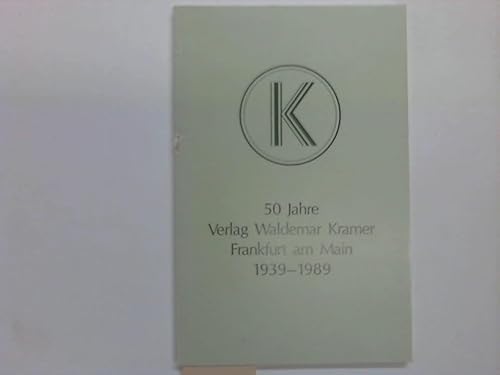 K
50 Jahre
Verlag Waldemar Kramer
Frankfurt am Main
1939–1989